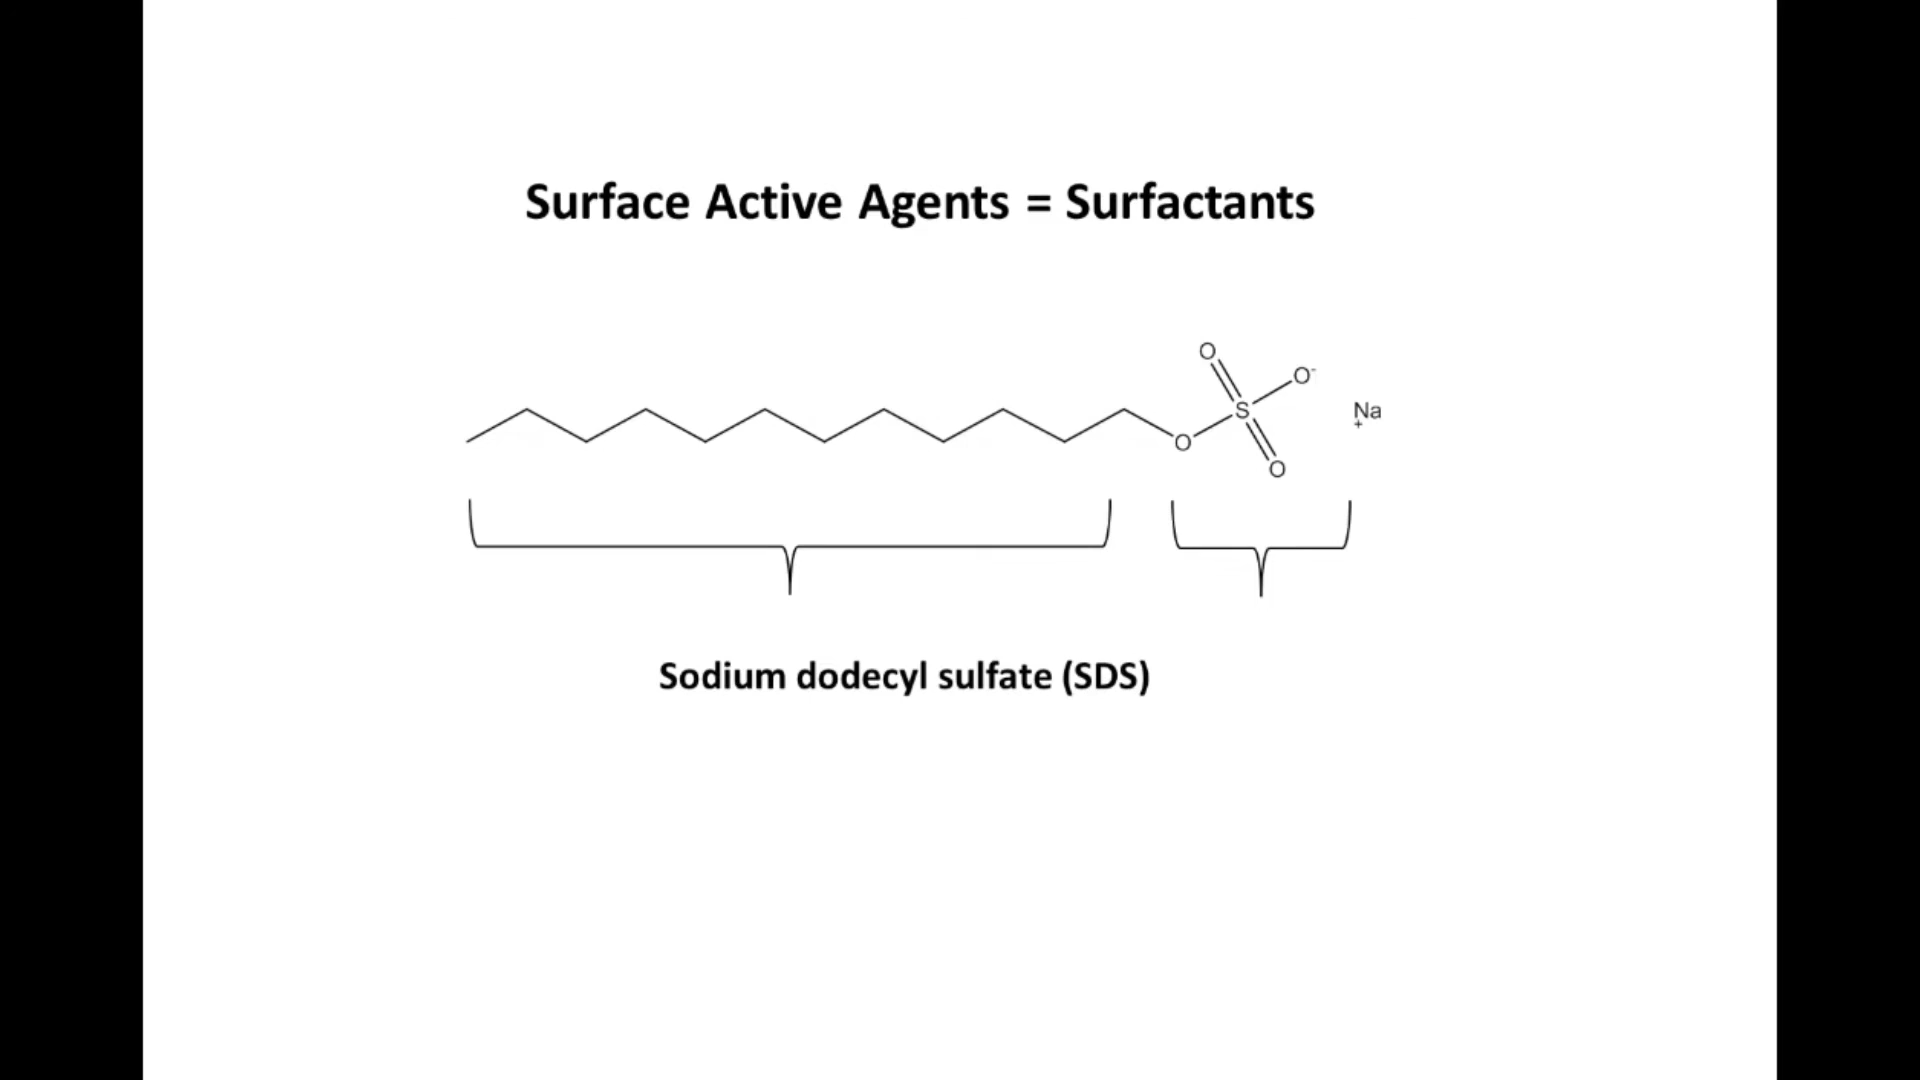 Surface Active Agents = Surfactants
O
O-
S
Na
+
O
O
Sodium dodecyl sulfate (SDS)